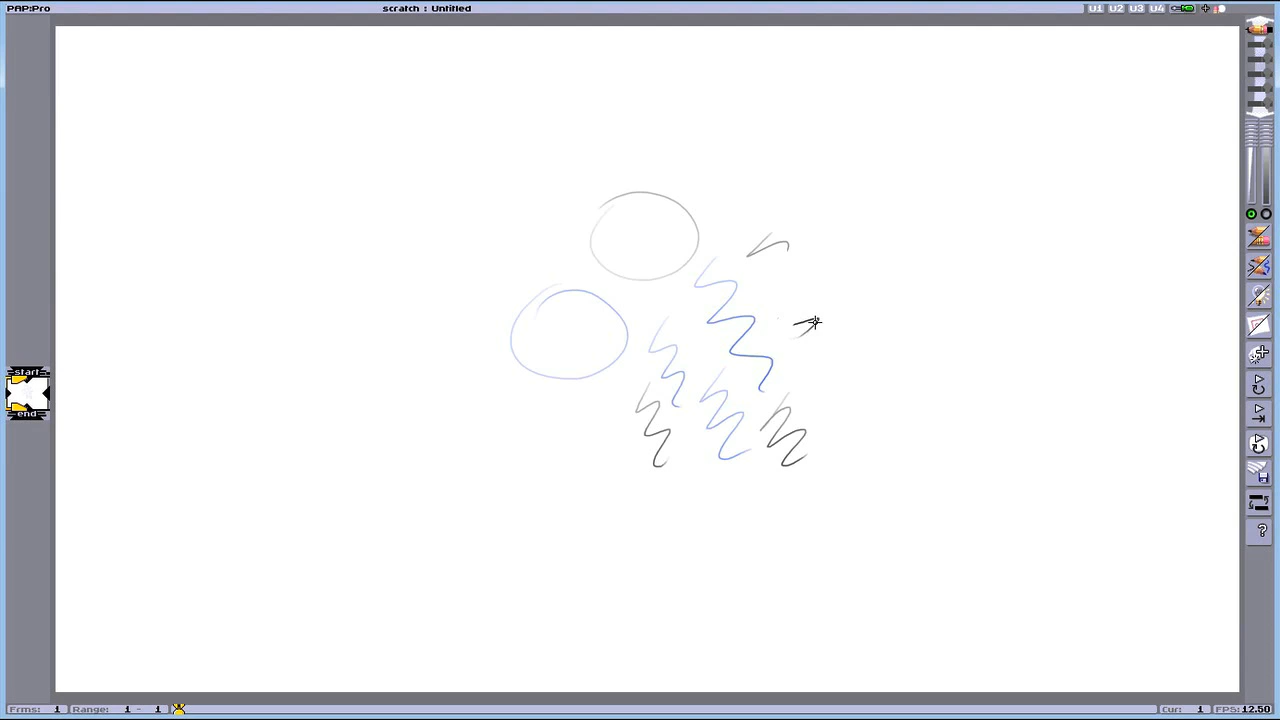 PAP:Pro scratch : Untitled U1 U2 U3 U4
start
end
?
Frms: 1 Range: 1 - 1 Cur: 1 FPS:12.50